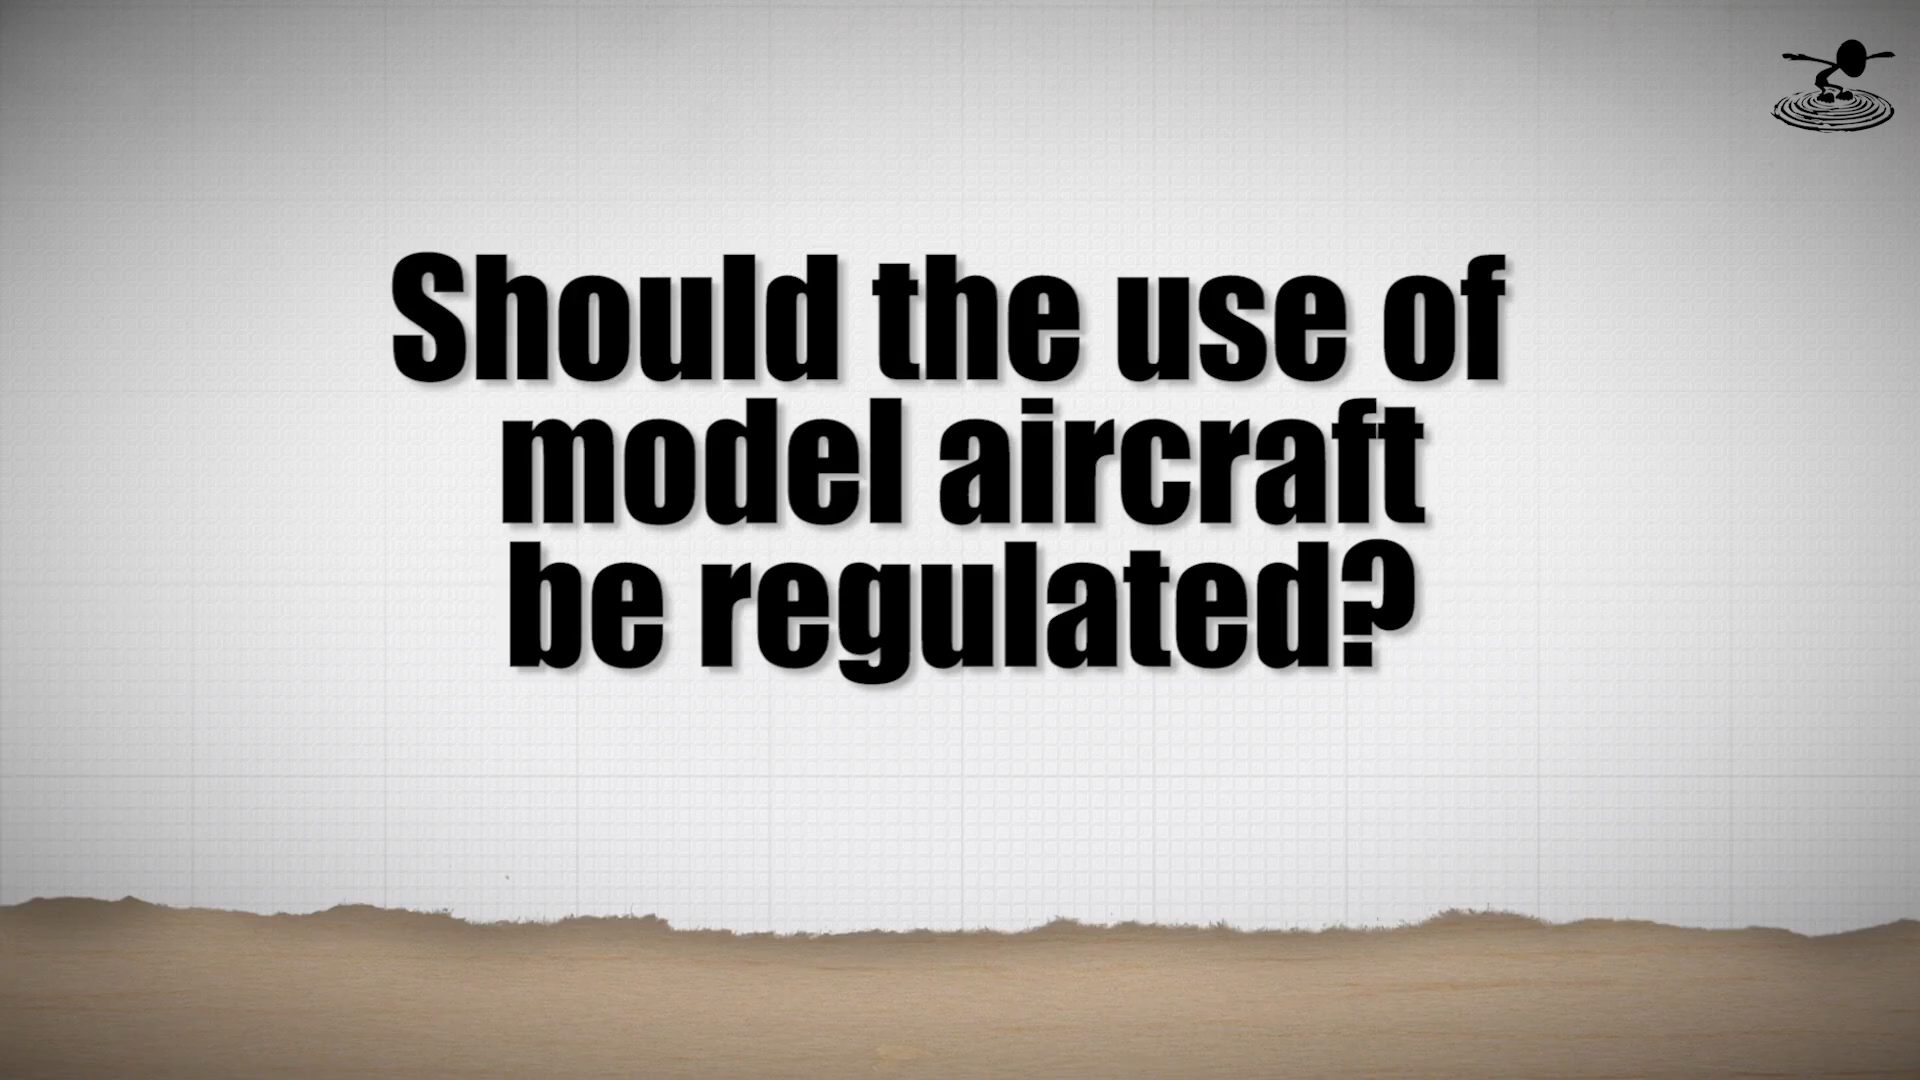 Should the use of
model aircraft
be regulated?